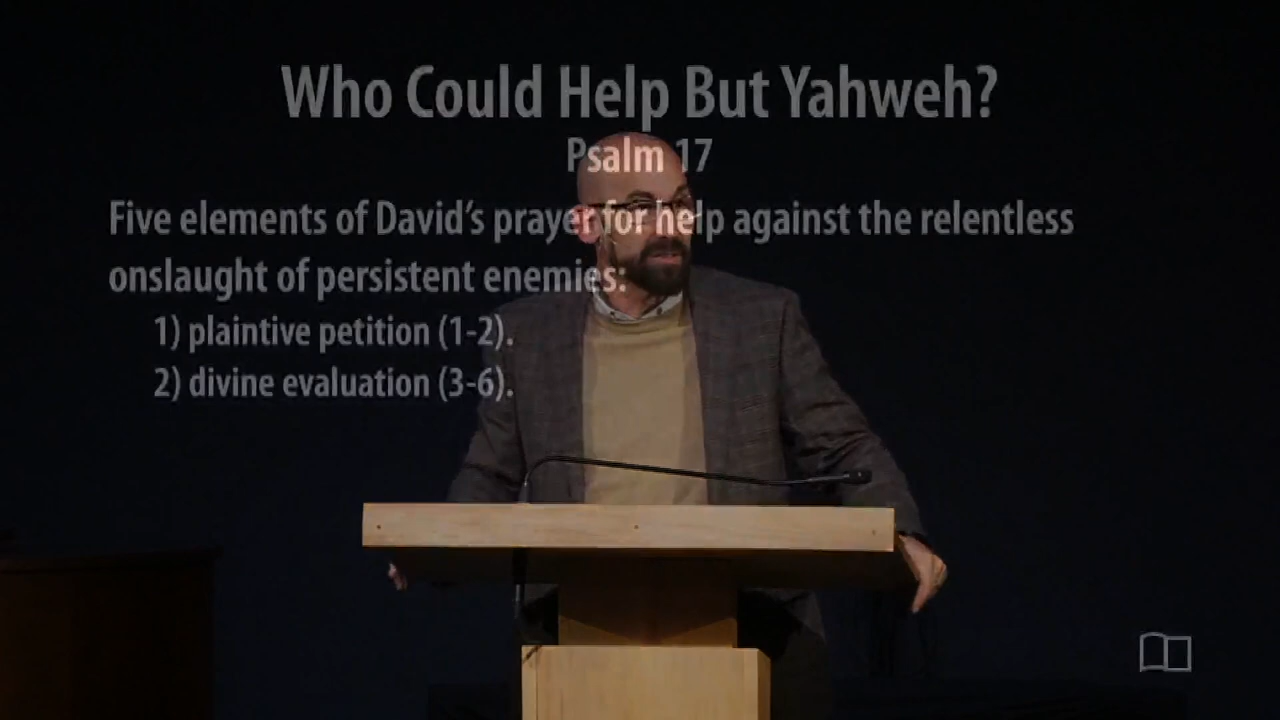 Who Could Help But Yahweh?
Psalm 17
Five elements of David's prayer for help against the relentless
onslaught of persistent enemies:
1) plaintive petition (1-2).
2) divine evaluation (3-6).